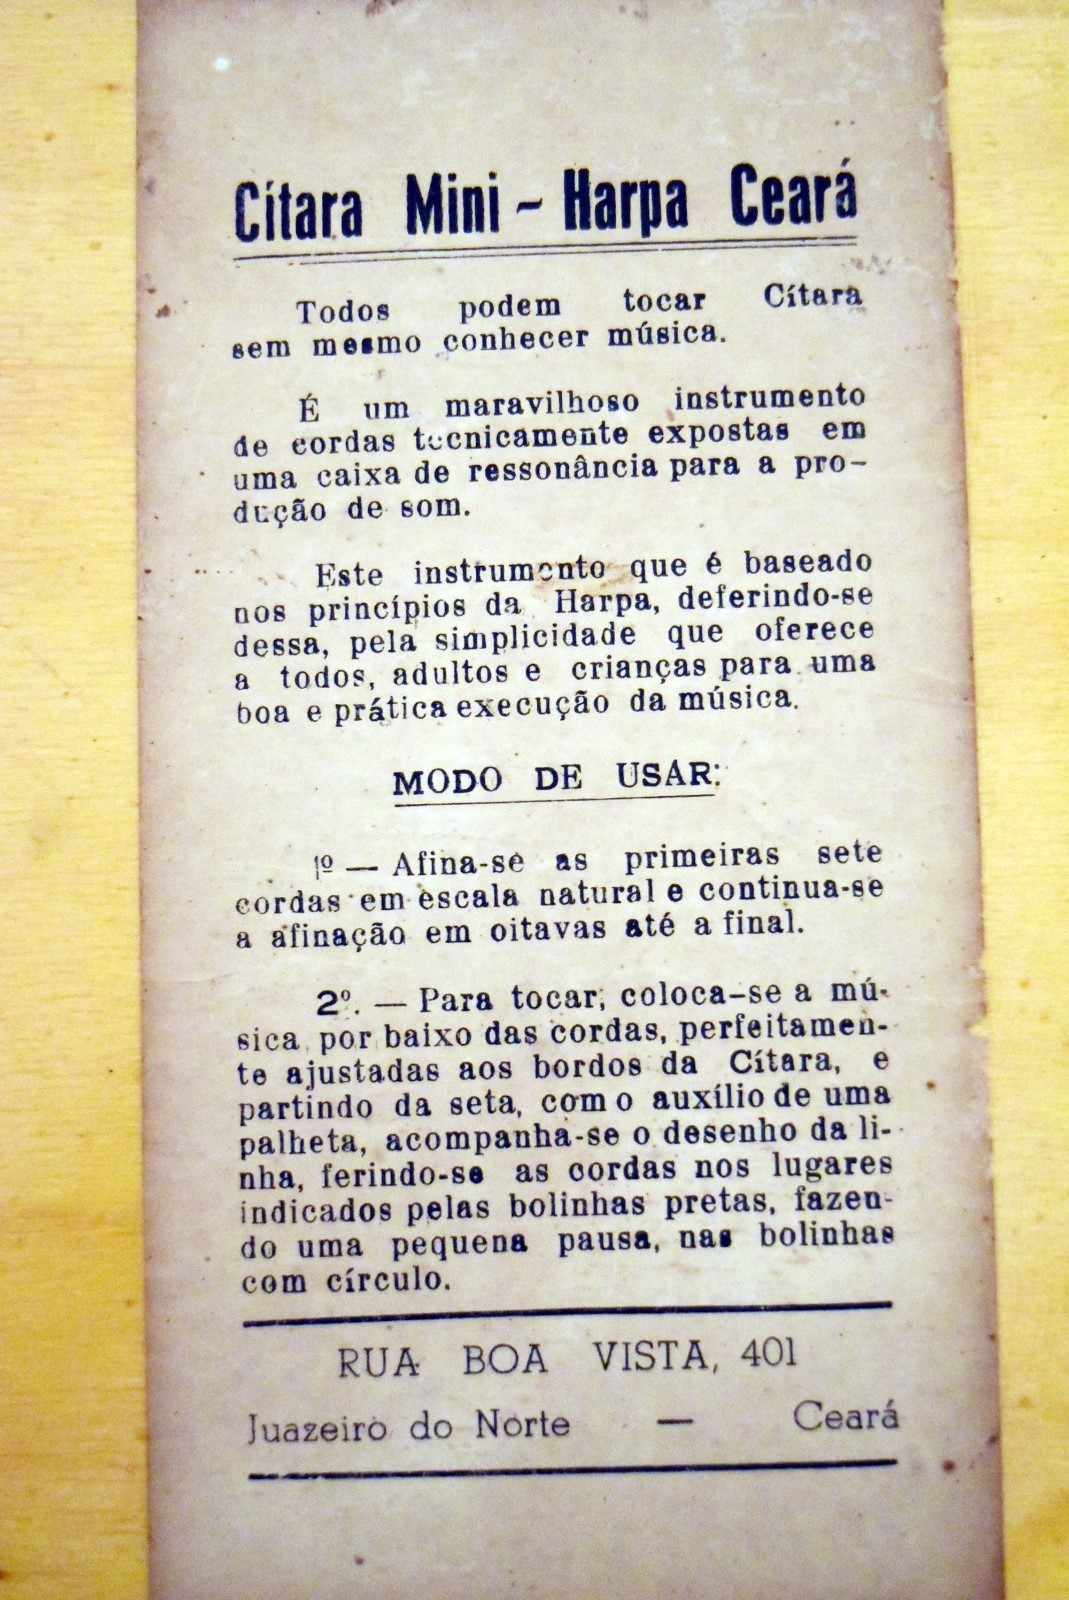 Cítara Mini - Harpa Ceará
Todos podem tocar Cítara
sem mesmo conhecer música.
É um maravilhoso instrumento
de cordas tecnicamente expostas em
uma caixa de ressonância para a pro-
dução de som.
Este instrumento que é baseado
nos princípios da Harpa, deferindo-se
dessa, pela simplicidade que oferece
a todos, adultos e crianças para uma
boa e prática execução da música.
MODO DE USAR:
1º — Afina-se as primeiras sete
cordas em escala natural e continua-se
a afinação em oitavas até a final.
2º. — Para tocar, coloca-se a mú-
sica por baixo das cordas, perfeitamen-
te ajustadas aos bordos da Cítara, e
partindo da seta, com o auxílio de uma
palheta, acompanha-se o desenho da li-
nha, ferindo-se as cordas nos lugares
indicados pelas bolinhas pretas, fazen-
do uma pequena pausa, nas bolinhas
com círculo.
RUA BOA VISTA, 401
Juazeiro do Norte — Ceará